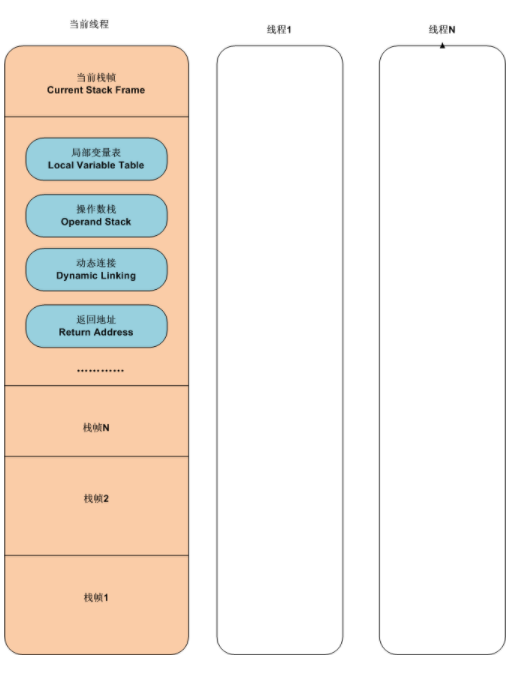 当前线程
线程1
线程N
当前栈帧
Current Stack Frame
局部变量表
Local Variable Table
操作数栈
Operand Stack
动态连接
Dynamic Linking
返回地址
Return Address
…………
栈帧N
栈帧2
栈帧1